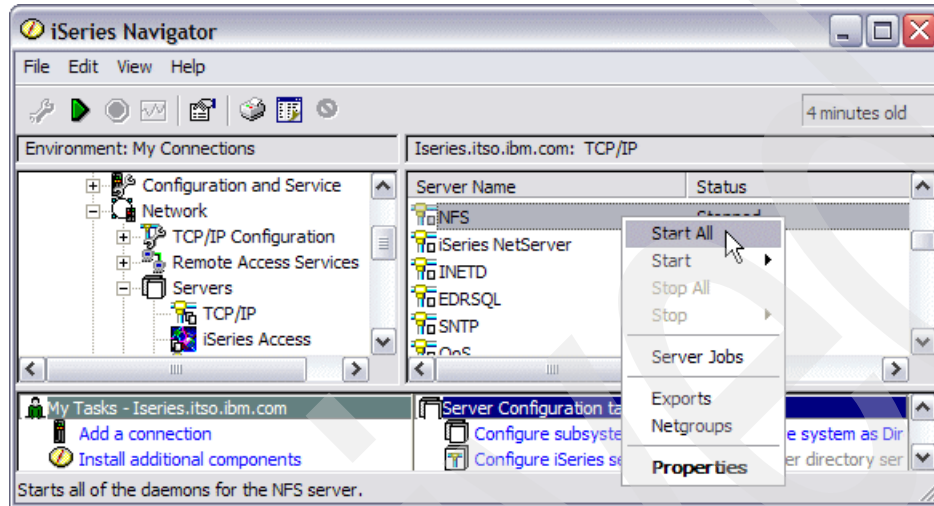 iSeries Navigator
File Edit View Help
4 minutes old
Environment: My Connections
Iseries.itso.ibm.com: TCP/IP
Configuration and Service
Network
TCP/IP Configuration
Remote Access Services
Servers
TCP/IP
iSeries Access
Server Name Status
NFS Stopped
iSeries NetServer
INETD
EDRSQL
SNTP
QoS
Start All
Start
Stop All
Stop
Server Jobs
Exports
Netgroups
Properties
My Tasks - Iseries.itso.ibm.com
Add a connection
Install additional components
Server Configuration ta
Configure subsyste e system as Dir
Configure iSeries se er directory ser
Starts all of the daemons for the NFS server.